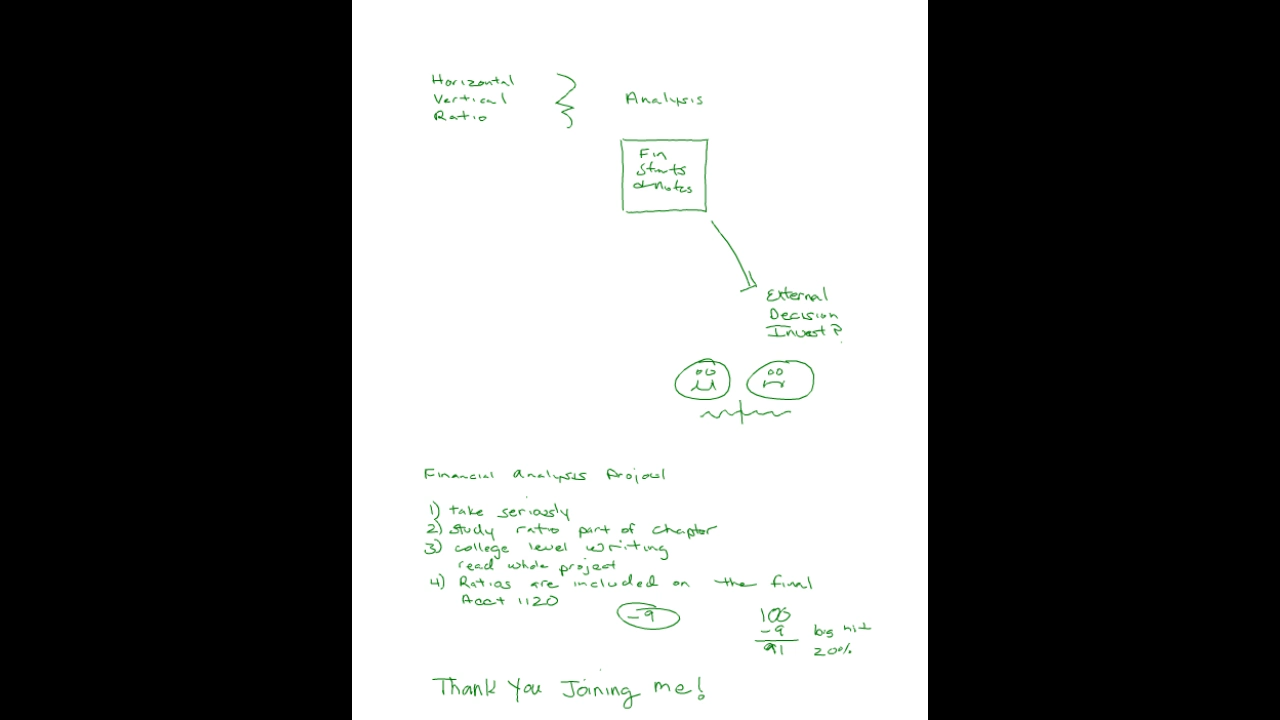 Horizontal
Vertical
Ratio
Analysis
Fin
Stmts
& notes
External
Decision
Invest?
Financial Analysis Project
1) take seriously
2) study ratio part of chapter
3) college level writing
read whole project
4) Ratios are included on the final
Acct 1120
-9
100
-9
91
big hit
20%
Thank you Joining me!